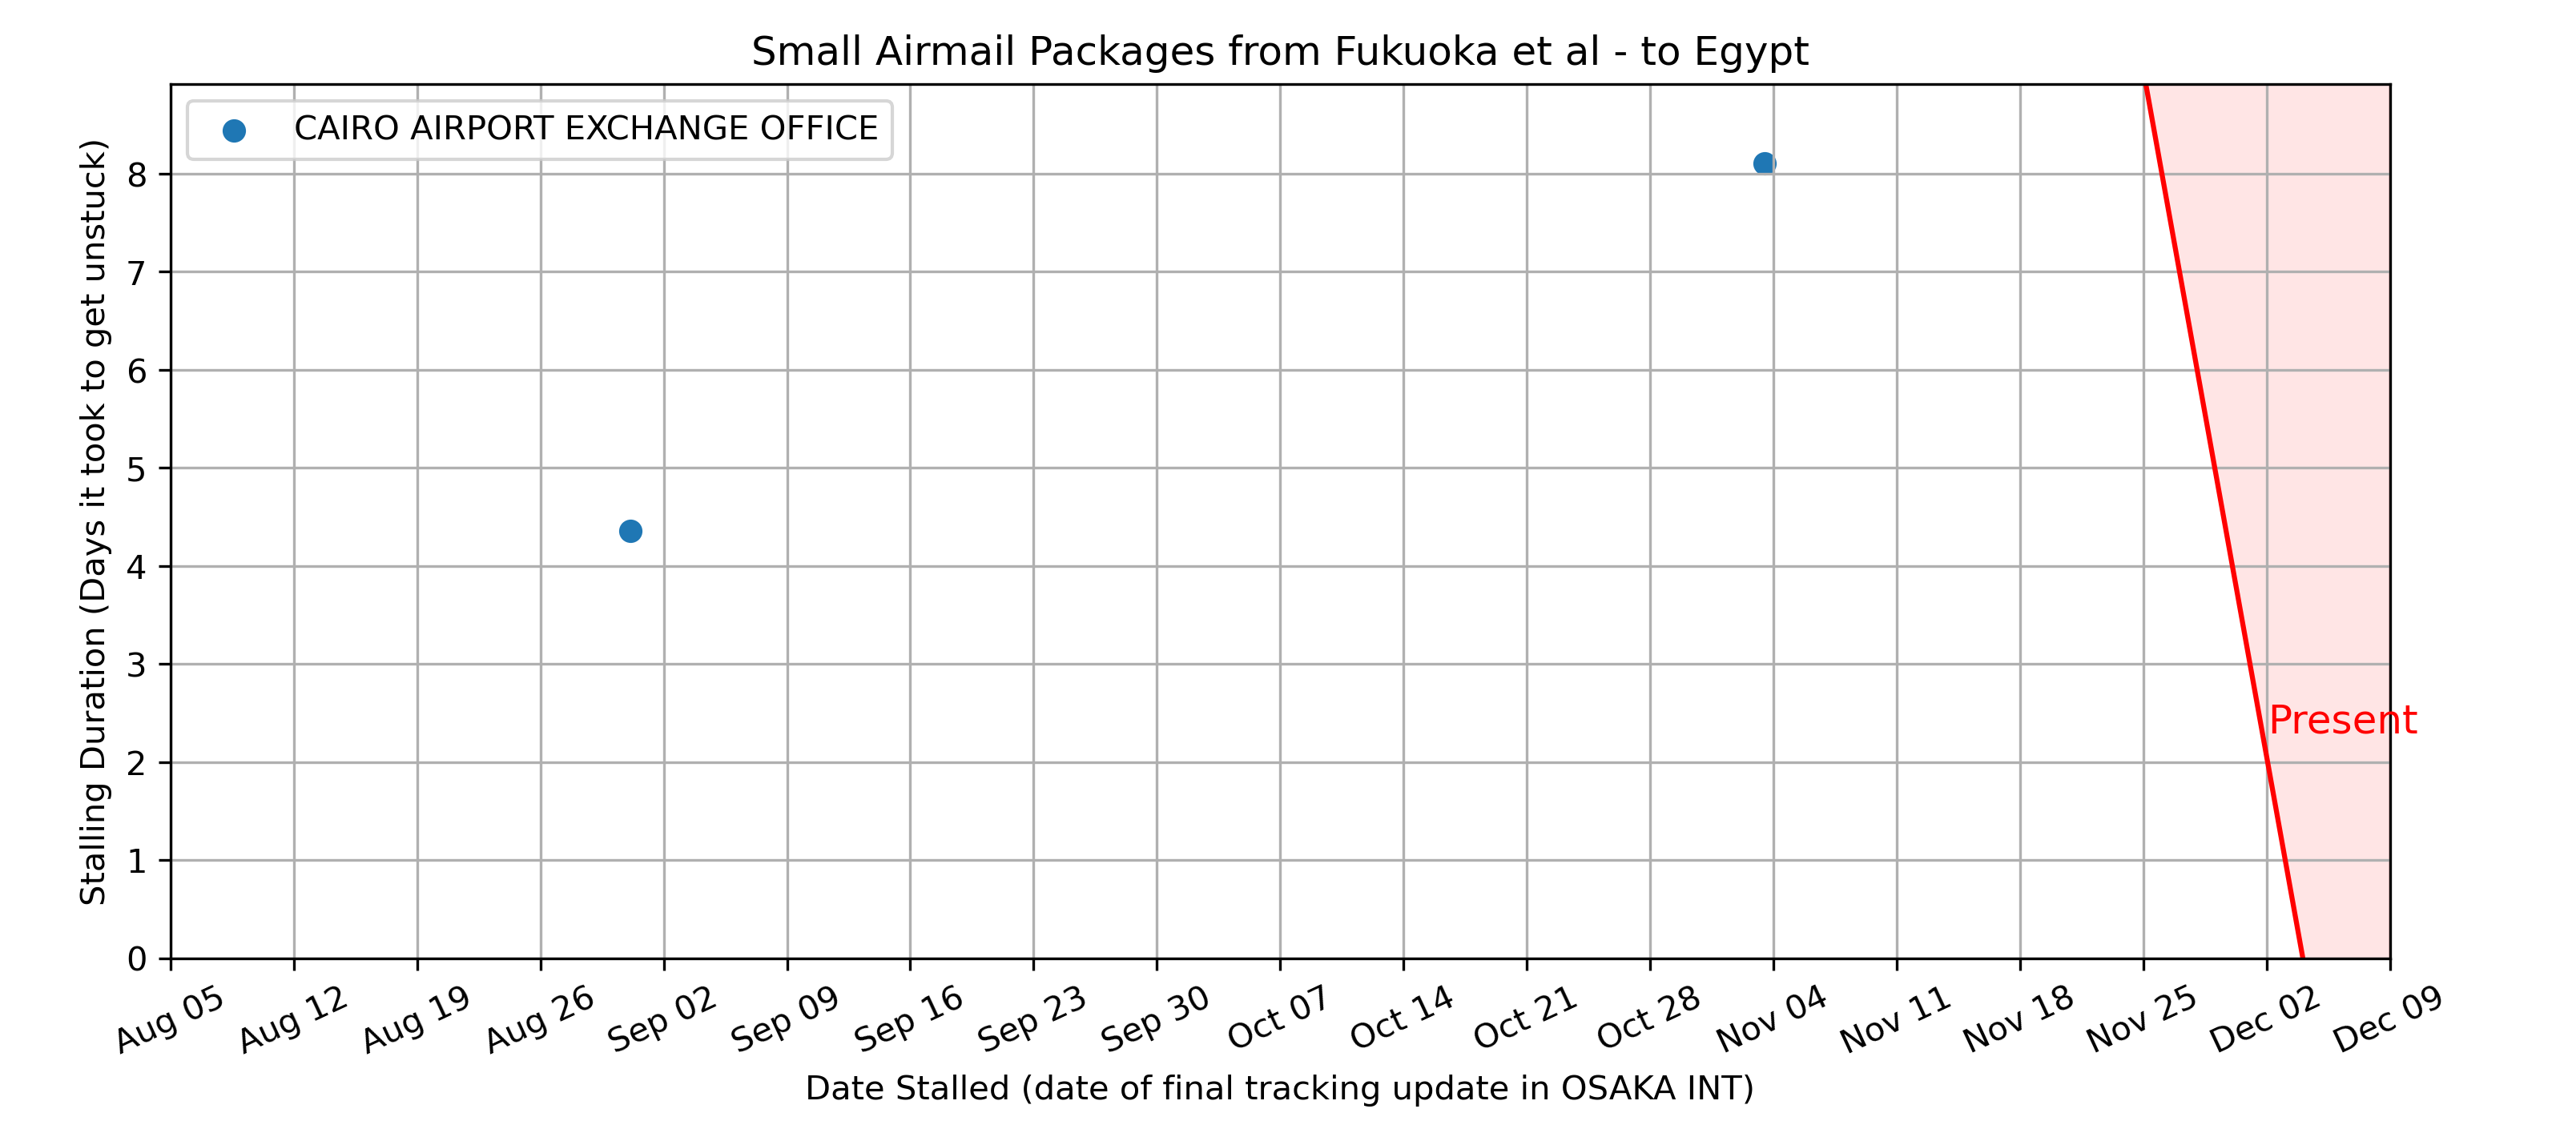 Small Airmail Packages from Fukuoka et al - to Egypt
CAIRO AIRPORT EXCHANGE OFFICE
Stalling Duration (Days it took to get unstuck)
8
7
6
5
4
3
2
1
0
Present
Aug 05
Aug 12
Aug 19
Aug 26
Sep 02
Sep 09
Sep 16
Sep 23
Sep 30
Oct 07
Oct 14
Oct 21
Oct 28
Nov 04
Nov 11
Nov 18
Nov 25
Dec 02
Dec 09
Date Stalled (date of final tracking update in OSAKA INT)